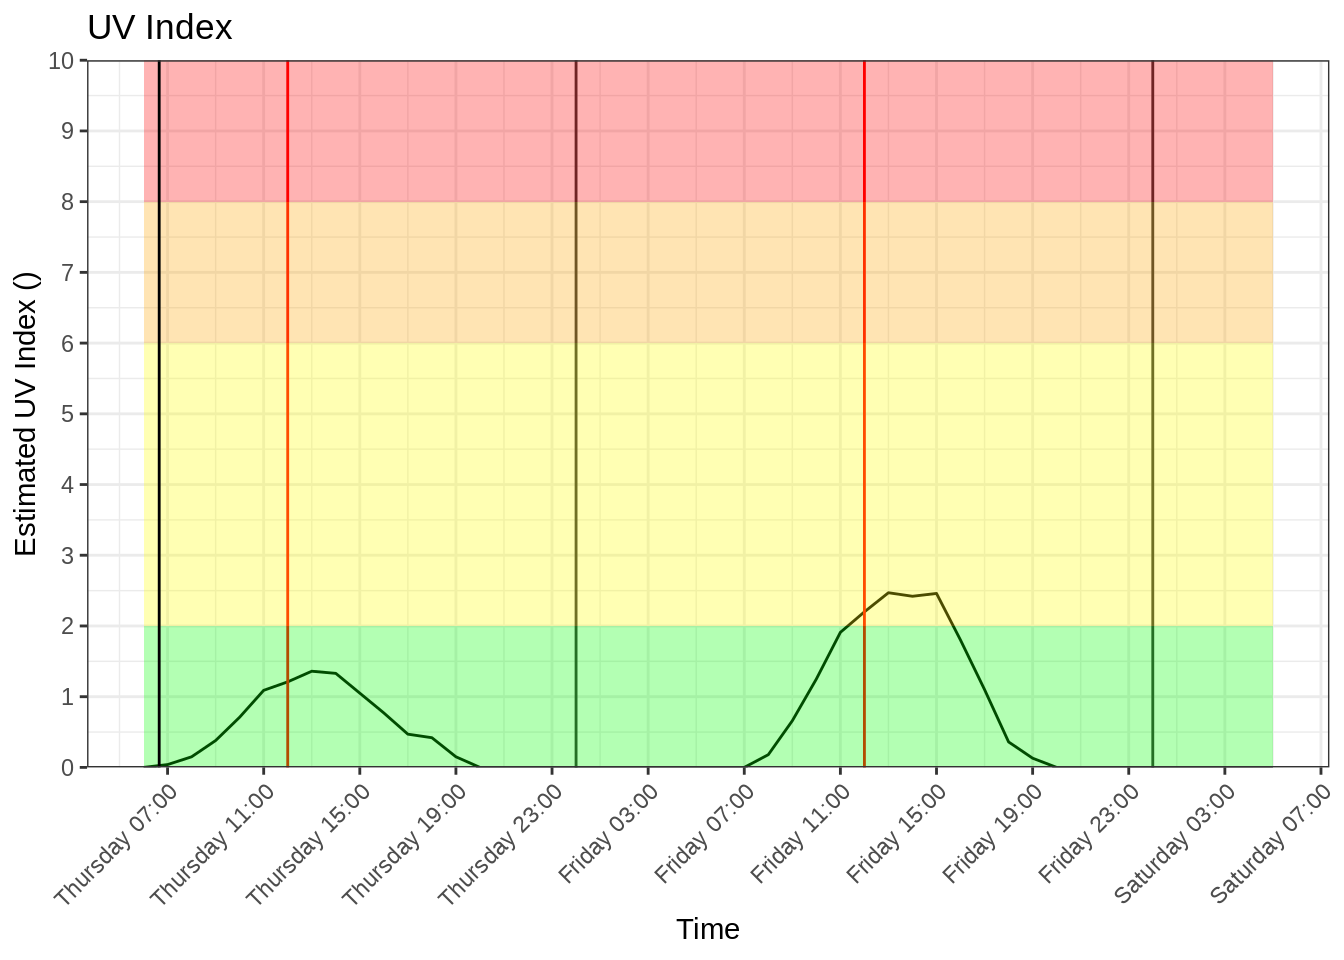 UV Index
Estimated UV Index ()
10
9
8
7
6
5
4
3
2
1
0
Thursday 07:00
Thursday 11:00
Thursday 15:00
Thursday 19:00
Thursday 23:00
Friday 03:00
Friday 07:00
Friday 11:00
Friday 15:00
Friday 19:00
Friday 23:00
Saturday 03:00
Saturday 07:00
Time